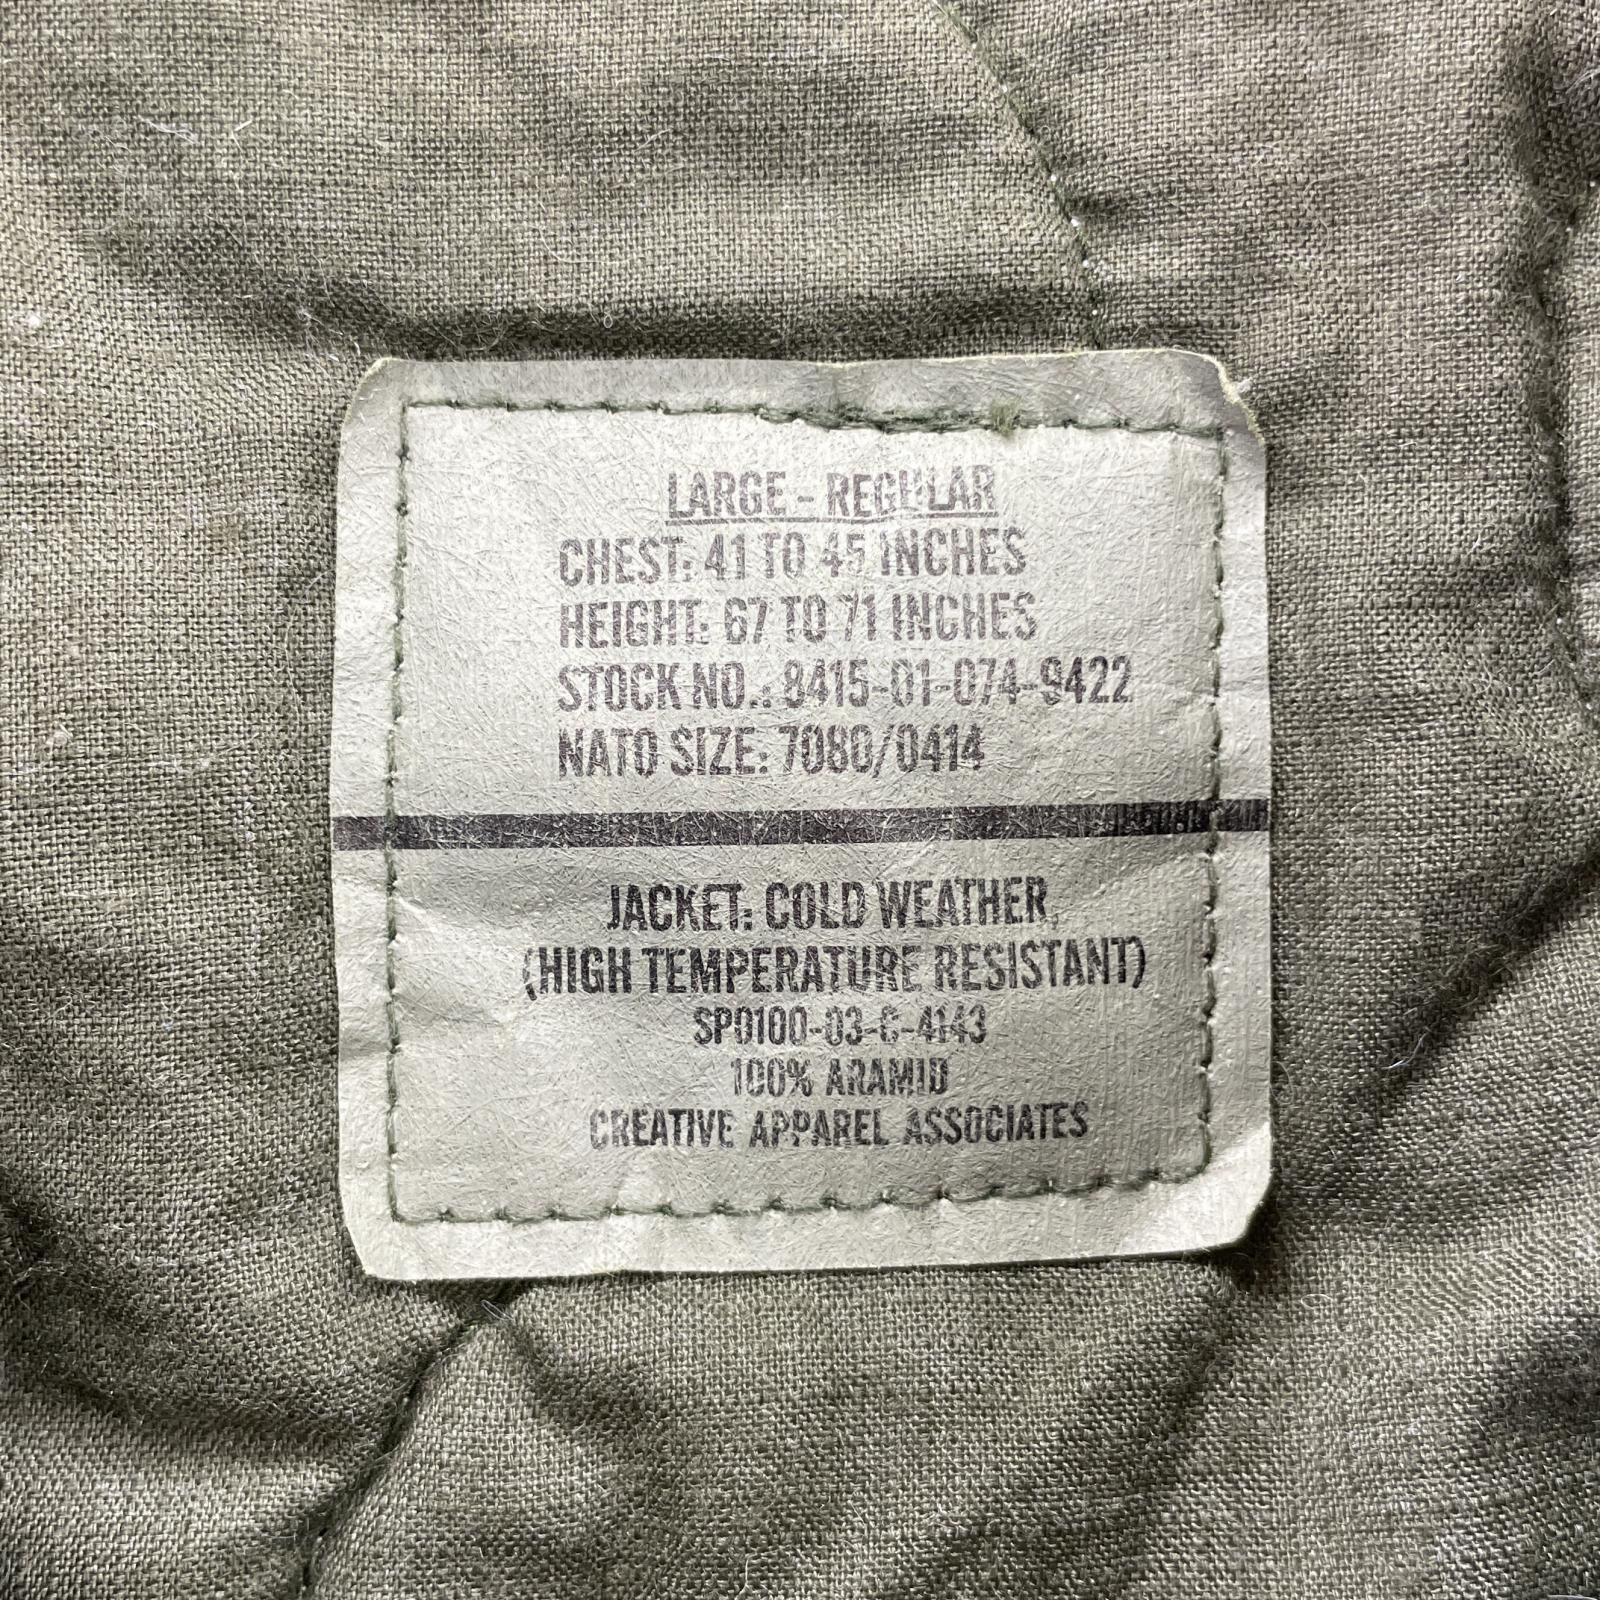 LARGE - REGULAR
CHEST: 41 TO 45 INCHES
HEIGHT: 67 TO 71 INCHES
STOCK NO.: 8415-01-074-9422
NATO SIZE: 7080/0414
JACKET: COLD WEATHER,
(HIGH TEMPERATURE RESISTANT)
SP0100-03-C-4143
100% ARAMID
CREATIVE APPAREL ASSOCIATES